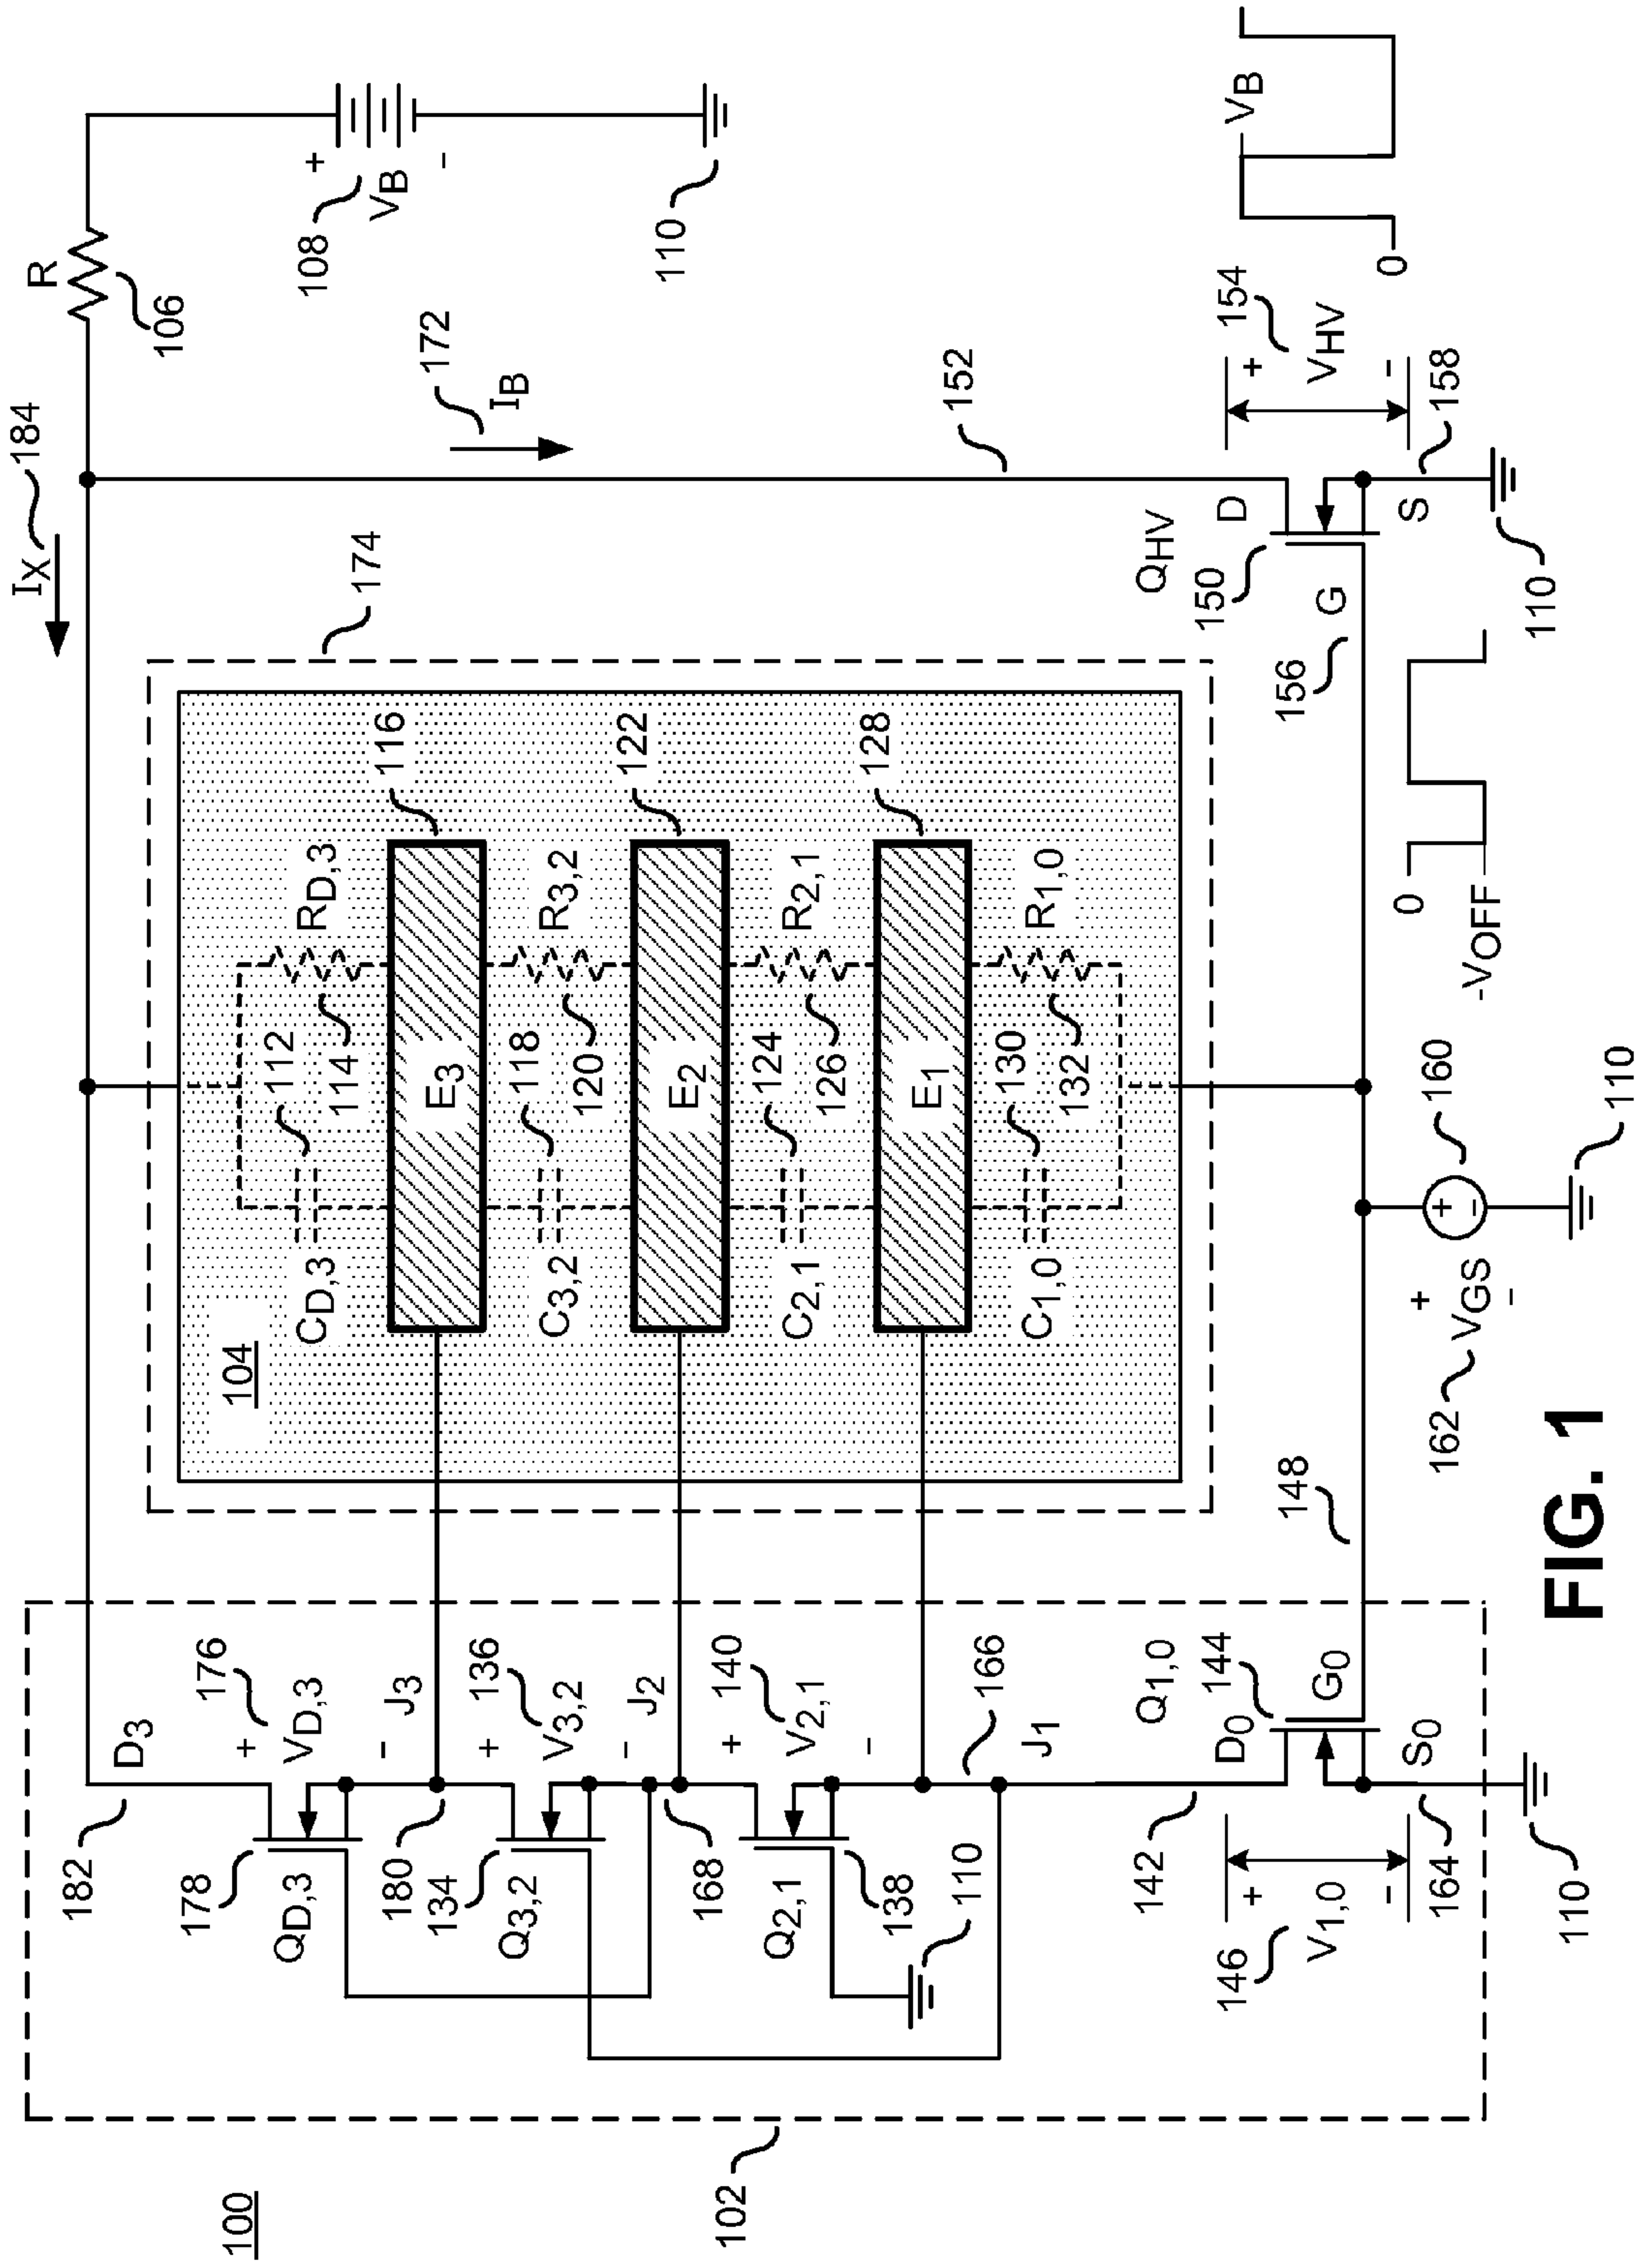 100
102
182
D3
176
+
VD,3
-
178
QD,3
180
J3
136
+
V3,2
-
134
Q3,2
168
J2
140
+
V2,1
-
138
Q2,1
110
166
J1
142
Q1,0
144
D0
G0
S0
146
+
V1,0
-
164
110
148
104
CD,3
112
114
RD,3
116
E3
C3,2
118
120
R3,2
122
E2
C2,1
124
126
R2,1
128
E1
C1,0
130
132
R1,0
174
IX
184
R
106
172
IB
108
+
VB
-
110
152
QHV
150
D
G
S
156
154
+
VHV
-
158
110
VB
0
0
-VOFF
160
+
-
162
+
VGS
-
110
FIG. 1